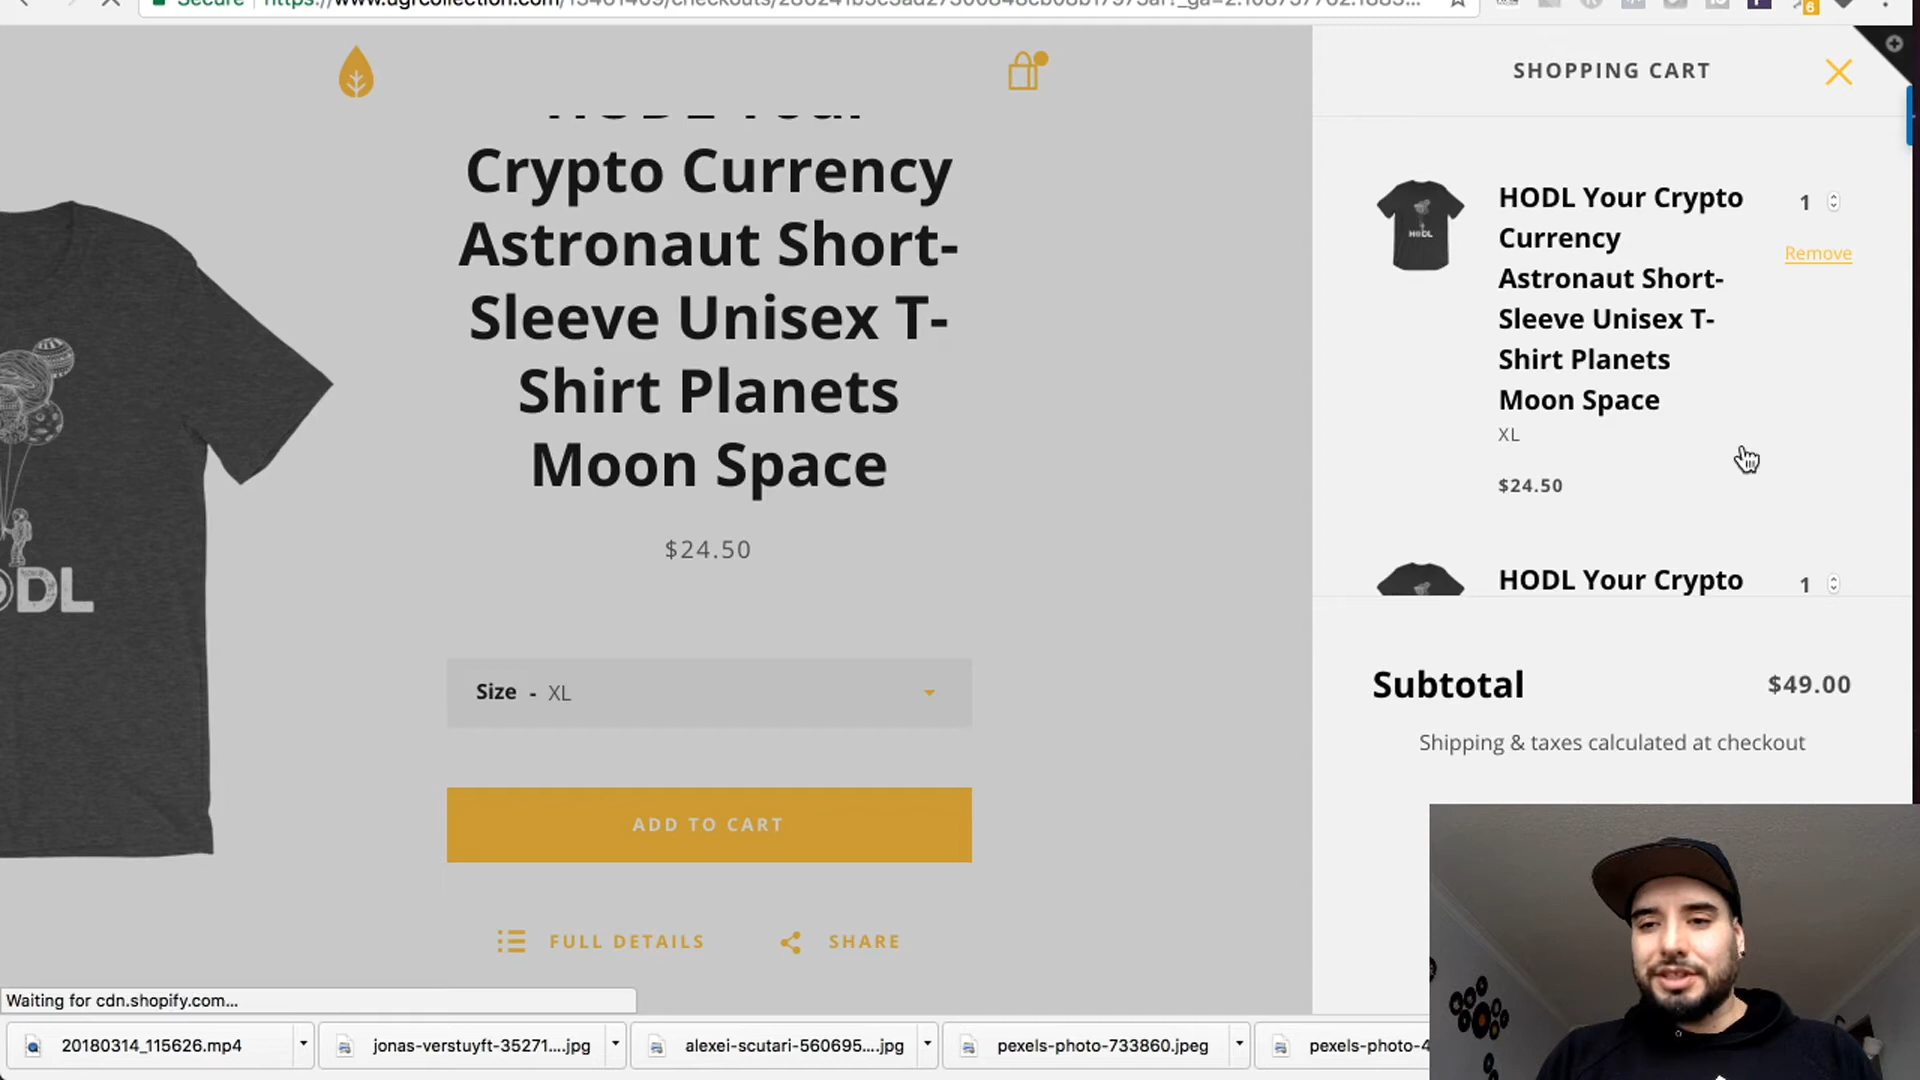 Secure
SHOPPING CART
Crypto Currency
Astronaut Short-
Sleeve Unisex T-
Shirt Planets
Moon Space
$24.50
Size - XL
ADD TO CART
FULL DETAILS
SHARE
HODL Your Crypto
Currency
Astronaut Short-
Sleeve Unisex T-
Shirt Planets
Moon Space
XL
$24.50
1
Remove
HODL
HODL Your Crypto
1
Subtotal
$49.00
Shipping & taxes calculated at checkout
Waiting for cdn.shopify.com...
20180314_115626.mp4
jonas-verstuyft-35271....jpg
alexei-scutari-560695....jpg
pexels-photo-733860.jpeg
pexels-photo-4
6